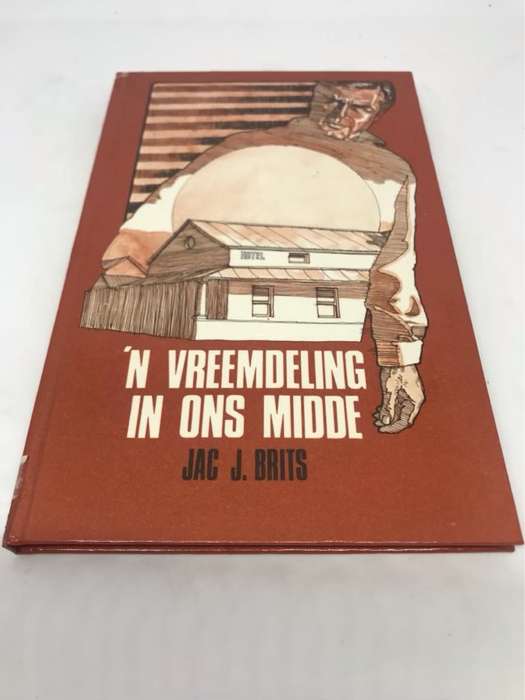 HOTEL
'N VREEMDELING
IN ONS MIDDE
JAC J. BRITS